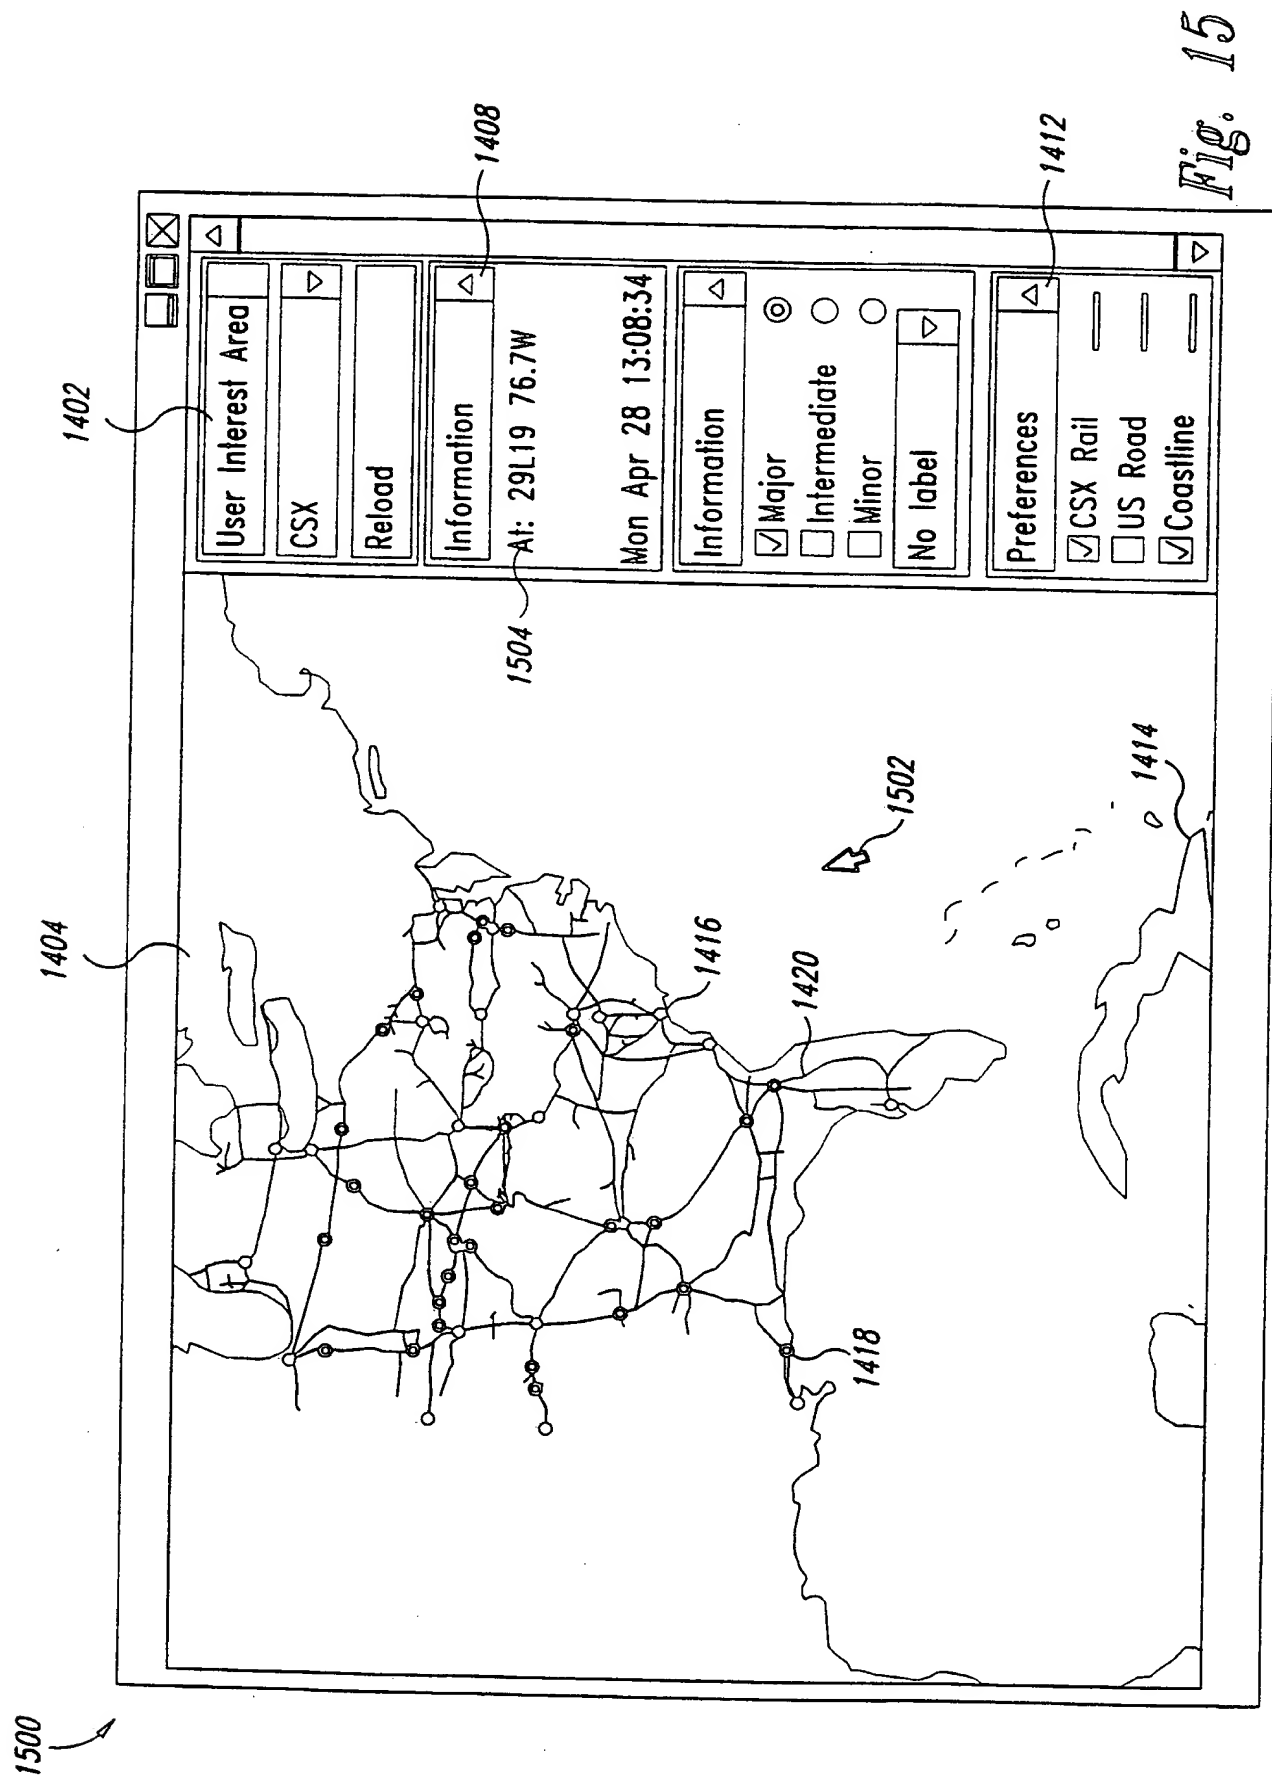 1500
1404
1402
User Interest Area
CSX
Reload
1408
Information
1504
At: 29L19 76.7W
Mon Apr 28 13:08:34
Information
Major
Intermediate
Minor
No label
1412
Preferences
CSX Rail
US Road
Coastline
1502
1416
1420
1418
1414
Fig. 15